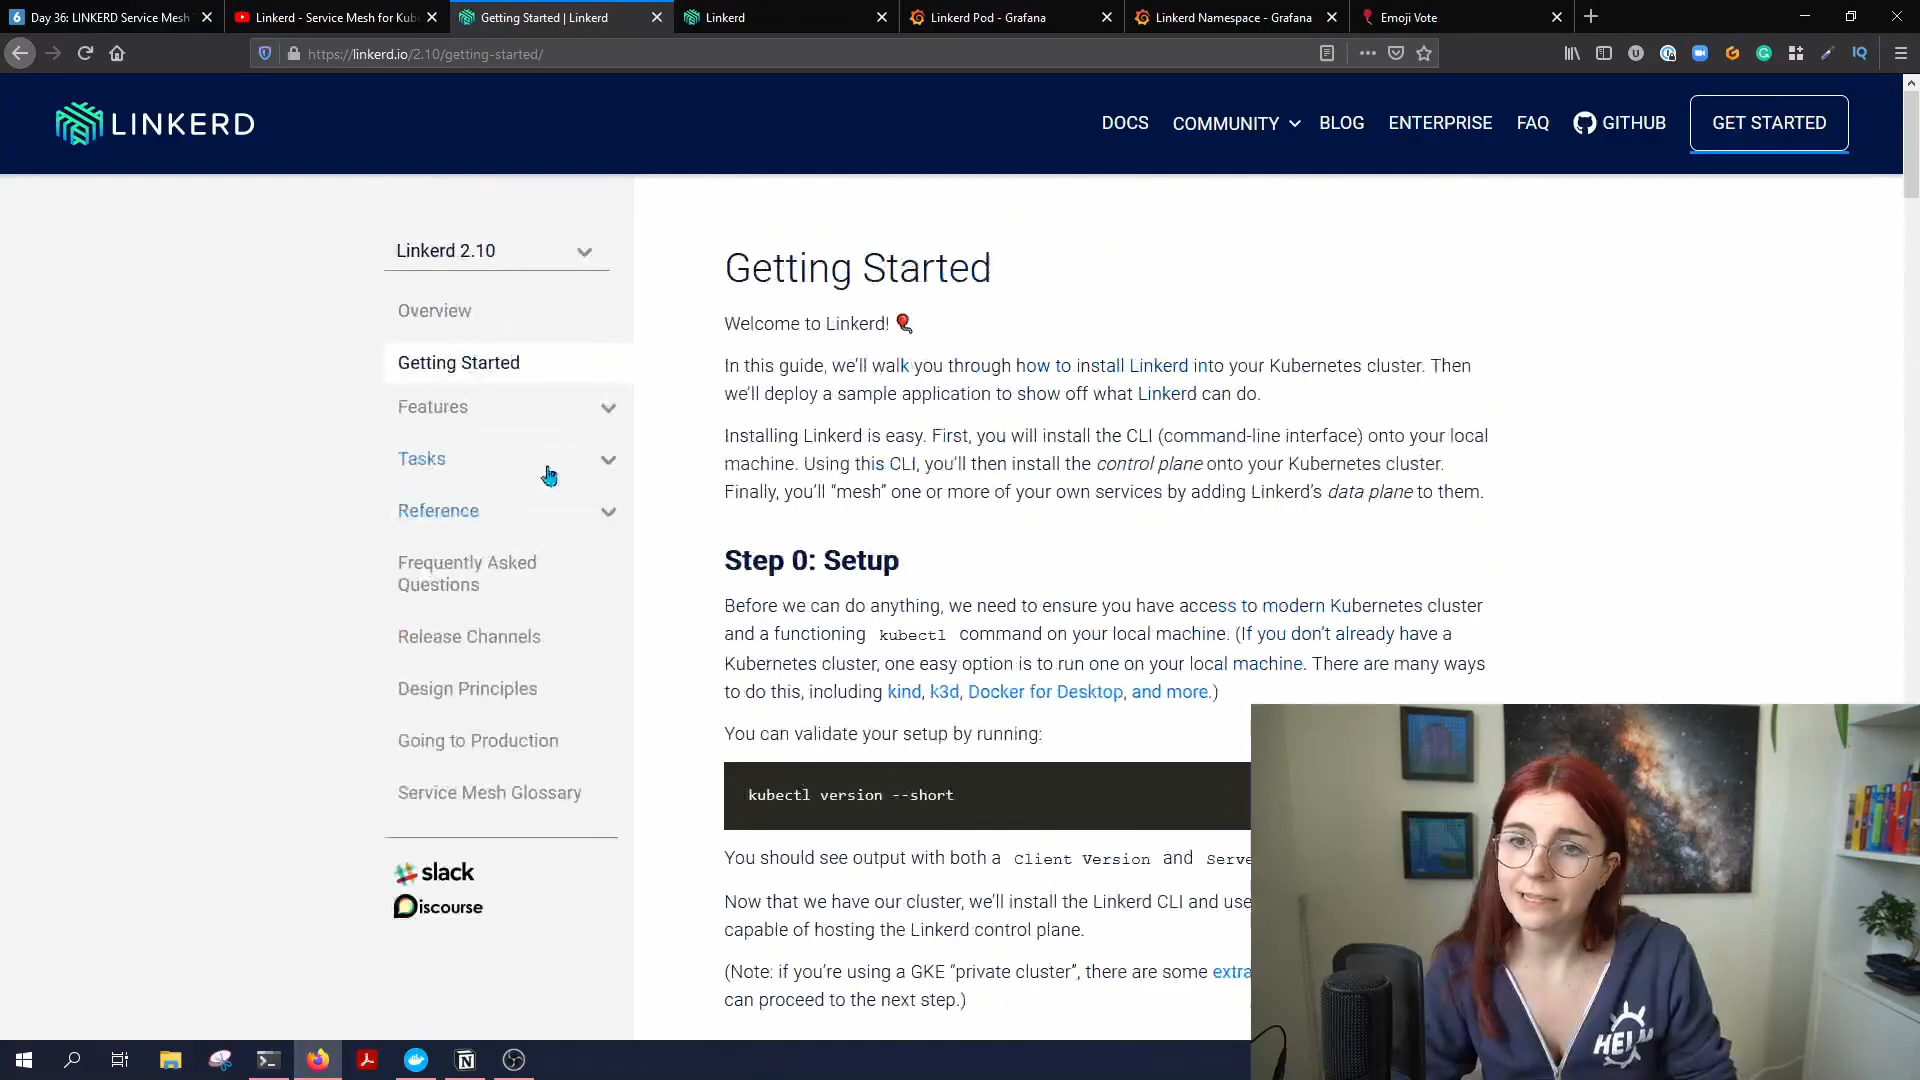 Day 36: LINKERD Service Mesh
Linkerd - Service Mesh for Kub
Getting Started | Linkerd
Linkerd
Linkerd Pod - Grafana
Linkerd Namespace - Grafana
Emoji Vote
https://linkerd.io/2.10/getting-started/
LINKERD
DOCS
COMMUNITY
BLOG
ENTERPRISE
FAQ
GITHUB
GET STARTED
Linkerd 2.10
Overview
Getting Started
Features
Tasks
Reference
Frequently Asked
Questions
Release Channels
Design Principles
Going to Production
Service Mesh Glossary
slack
Discourse
Getting Started
Welcome to Linkerd!
In this guide, we’ll walk you through how to install Linkerd into your Kubernetes cluster. Then
we’ll deploy a sample application to show off what Linkerd can do.
Installing Linkerd is easy. First, you will install the CLI (command-line interface) onto your local
machine. Using this CLI, you’ll then install the control plane onto your Kubernetes cluster.
Finally, you’ll “mesh” one or more of your own services by adding Linkerd’s data plane to them.
Step 0: Setup
Before we can do anything, we need to ensure you have access to modern Kubernetes cluster
and a functioning kubectl command on your local machine. (If you don’t already have a
Kubernetes cluster, one easy option is to run one on your local machine. There are many ways
to do this, including kind, k3d, Docker for Desktop, and more.)
You can validate your setup by running:
kubectl version --short
You should see output with both a Client Version and Serve
Now that we have our cluster, we’ll install the Linkerd CLI and use
capable of hosting the Linkerd control plane.
(Note: if you’re using a GKE “private cluster”, there are some extra
can proceed to the next step.)
HELM